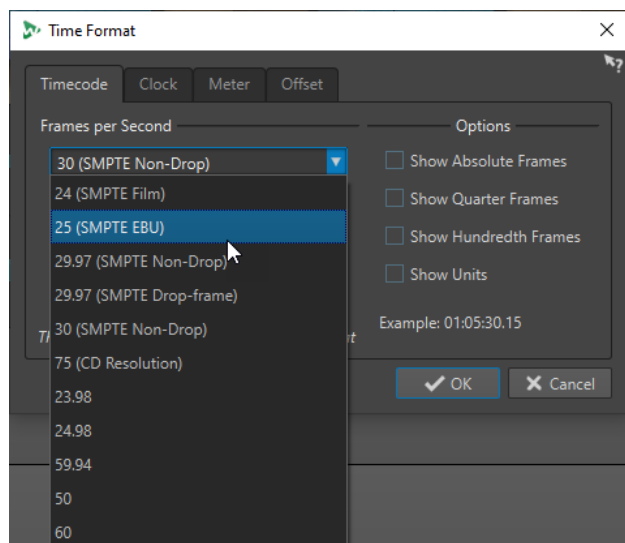 Time Format
Timecode
Clock
Meter
Offset
Frames per Second
Options
30 (SMPTE Non-Drop)
Show Absolute Frames
24 (SMPTE Film)
Show Quarter Frames
25 (SMPTE EBU)
Show Hundredth Frames
29.97 (SMPTE Non-Drop)
Show Units
29.97 (SMPTE Drop-frame)
Example: 01:05:30.15
30 (SMPTE Non-Drop)
75 (CD Resolution)
OK
Cancel
23.98
24.98
59.94
50
60